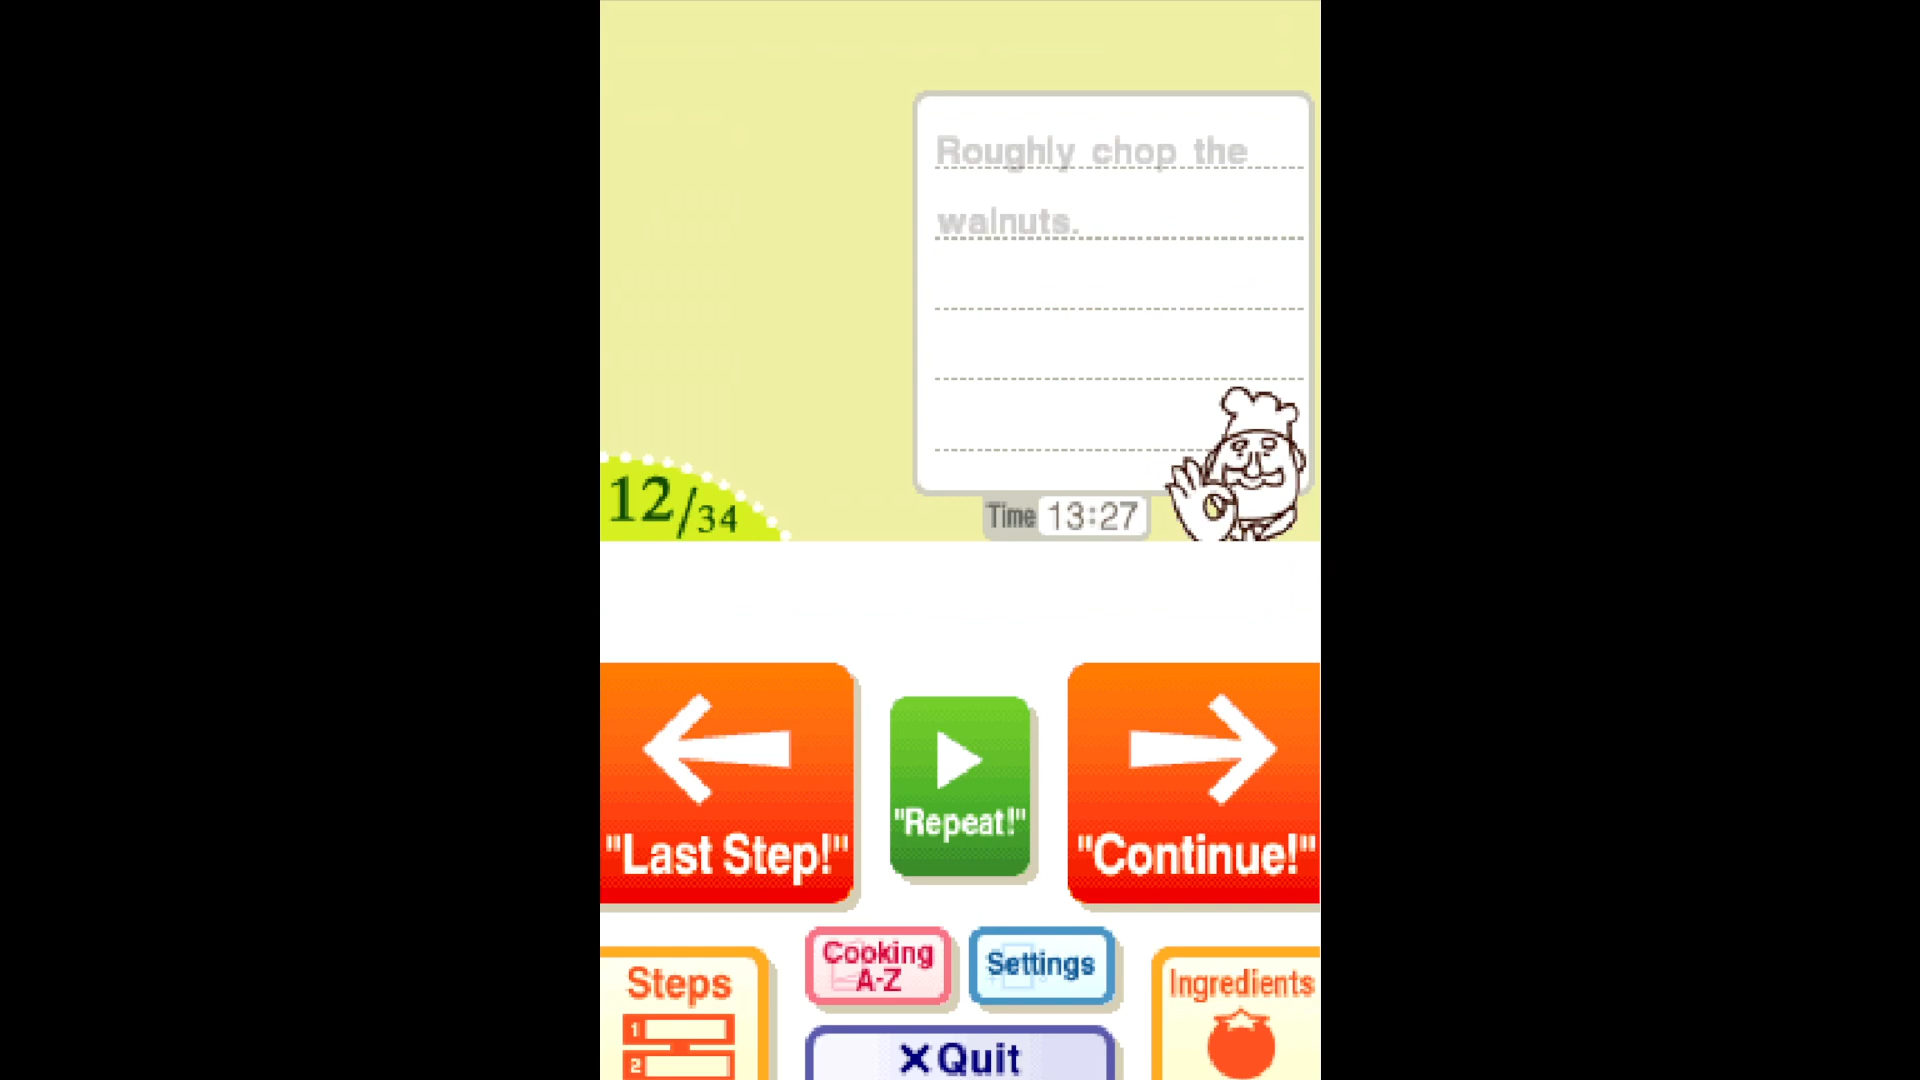 Roughly chop the
walnuts.
12/34
Time 13:27
"Last Step!"
"Repeat!"
"Continue!"
Cooking
A-Z
Settings
Steps
1
2
Ingredients
×Quit